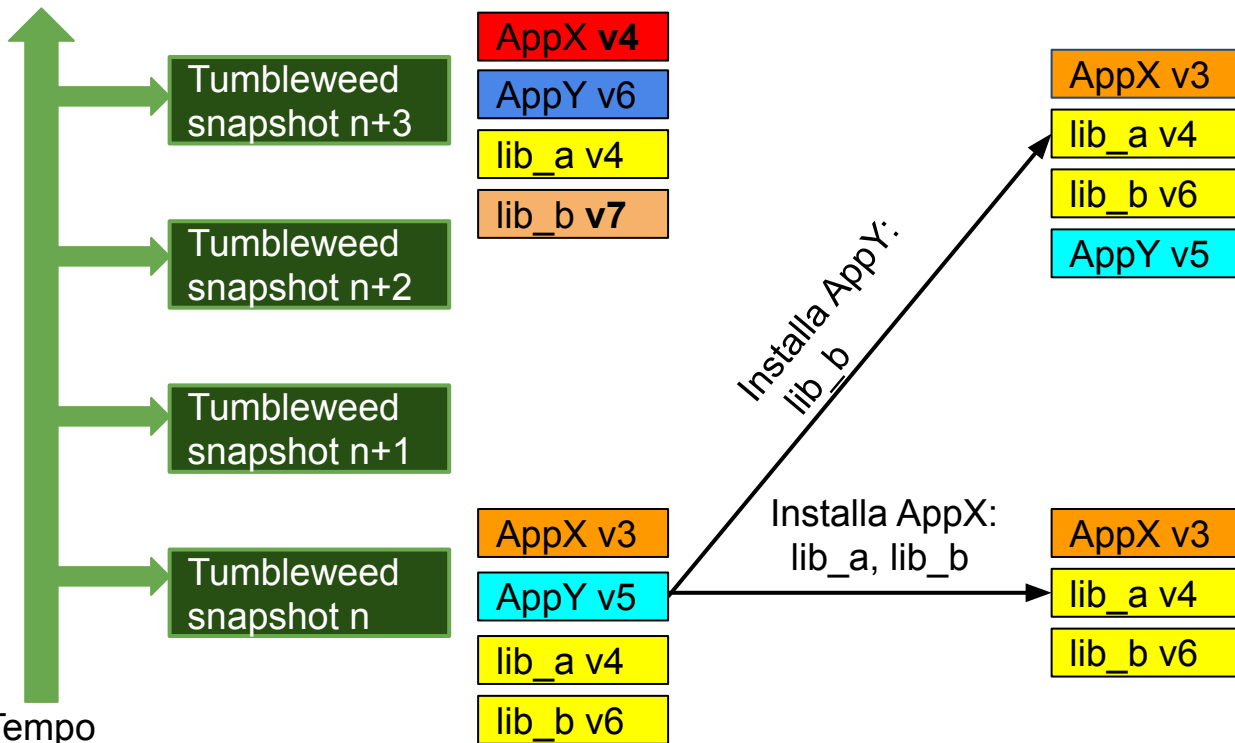 Tumbleweed
snapshot n+3
Tumbleweed
snapshot n+2
Tumbleweed
snapshot n+1
Tumbleweed
snapshot n
Tempo
AppX v4
AppY v6
lib_a v4
lib_b v7
AppX v3
AppY v5
lib_a v4
lib_b v6
Installa AppY:
lib_b
Installa AppX:
lib_a, lib_b
AppX v3
lib_a v4
lib_b v6
AppY v5
AppX v3
lib_a v4
lib_b v6